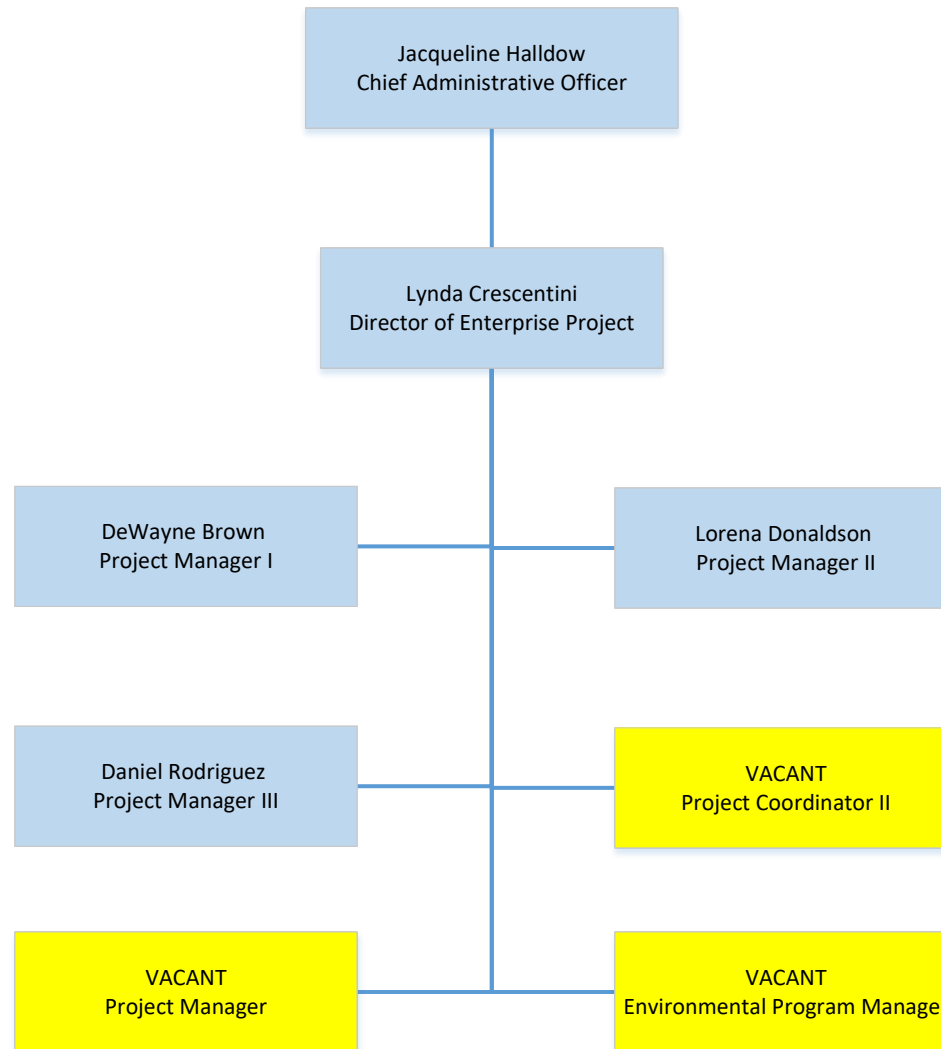 Jacqueline Halldow
Chief Administrative Officer
Lynda Crescentini
Director of Enterprise Project
DeWayne Brown
Project Manager I
Lorena Donaldson
Project Manager II
Daniel Rodriguez
Project Manager III
VACANT
Project Coordinator II
VACANT
Project Manager
VACANT
Environmental Program Manage